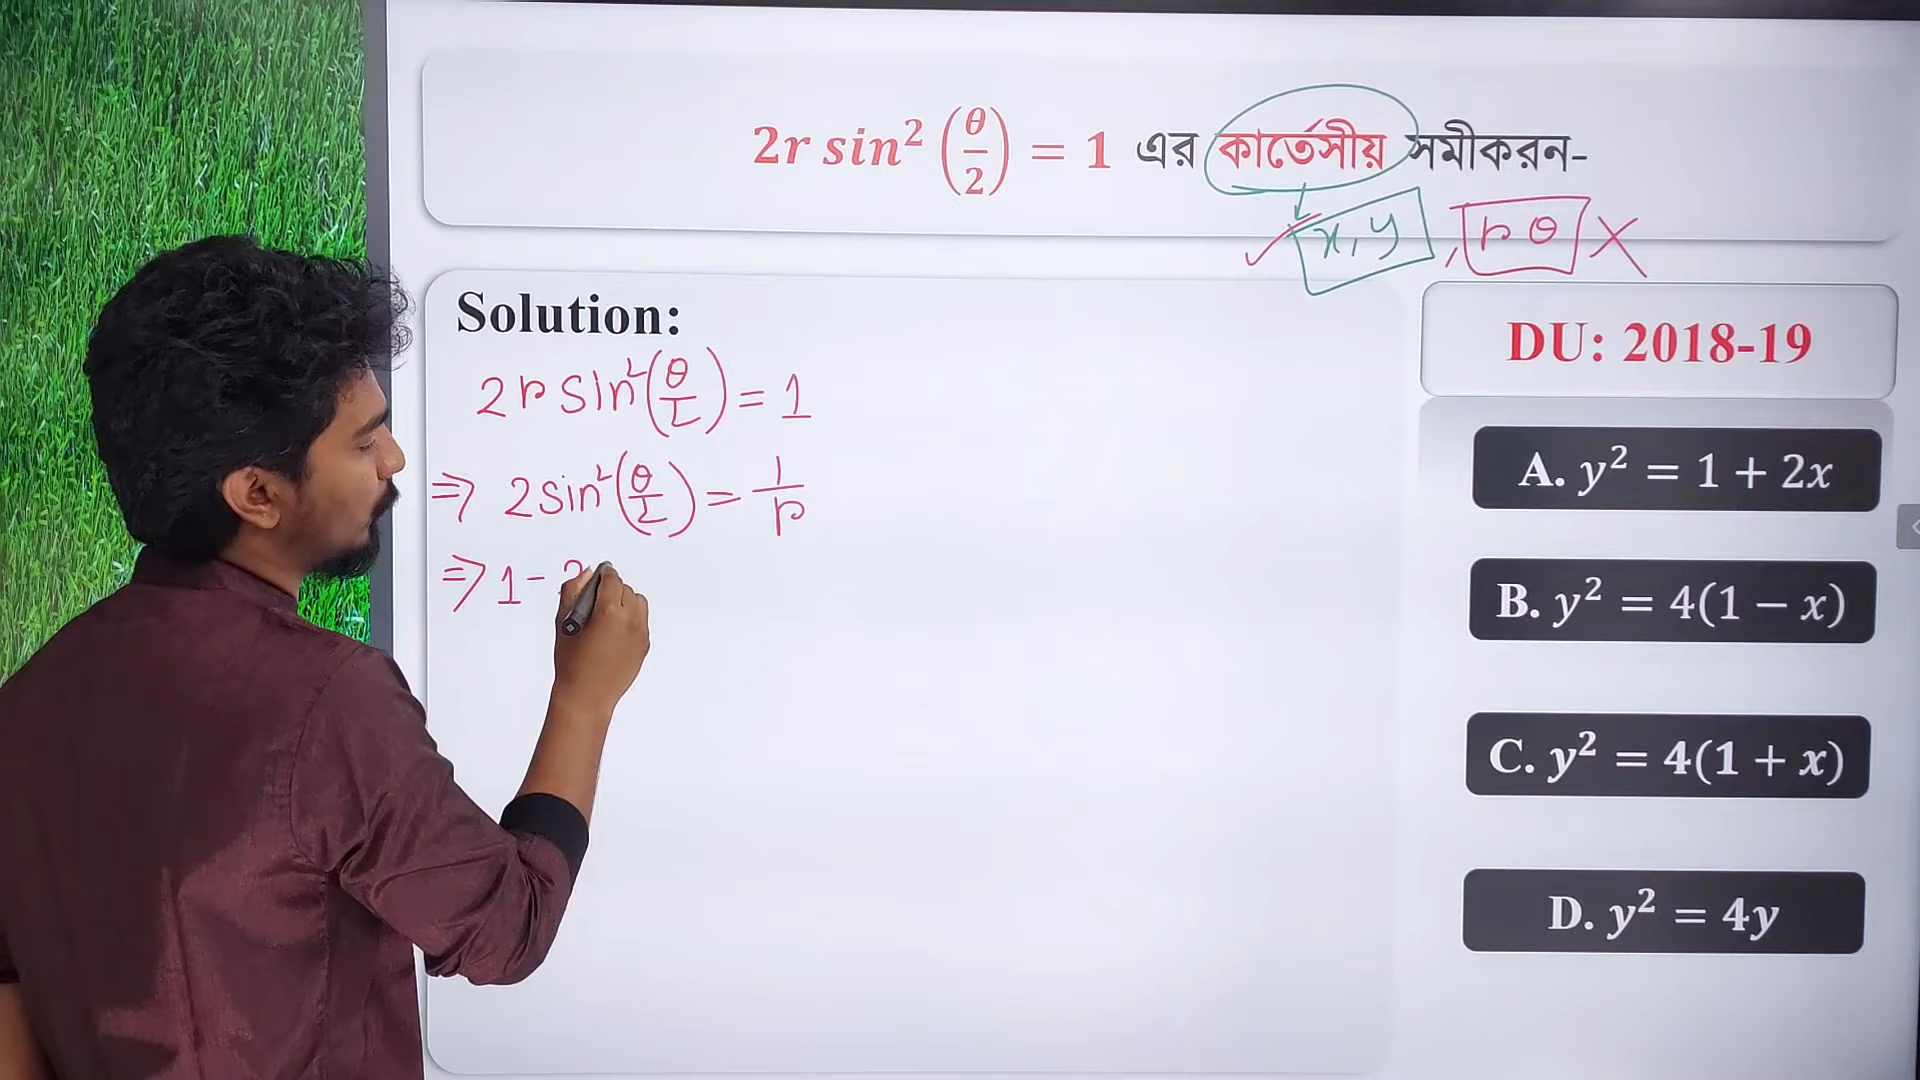 2r sin² (θ/2) = 1 এর কার্তেসীয় সমীকরন-
x, y , r θ
Solution:
2r sin²(θ/2) = 1
⇒ 2sin²(θ/2) = 1/r
⇒ 1 -
DU: 2018-19
A. y² = 1 + 2x
B. y² = 4(1 − x)
C. y² = 4(1 + x)
D. y² = 4y